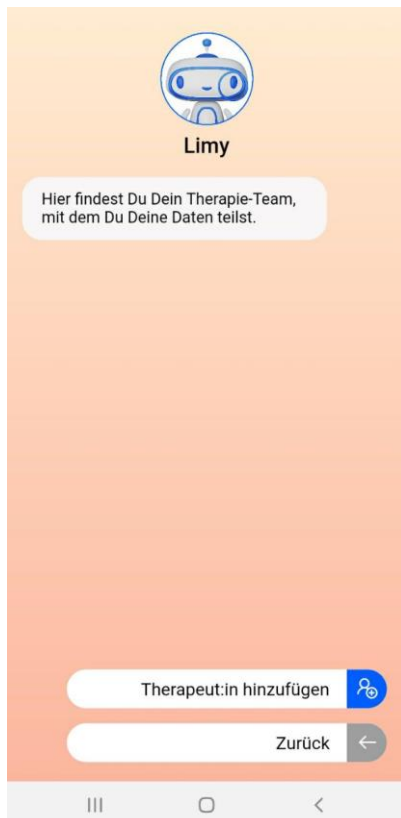 Limy
Hier findest Du Dein Therapie-Team,
mit dem Du Deine Daten teilst.
Therapeut:in hinzufügen
Zurück